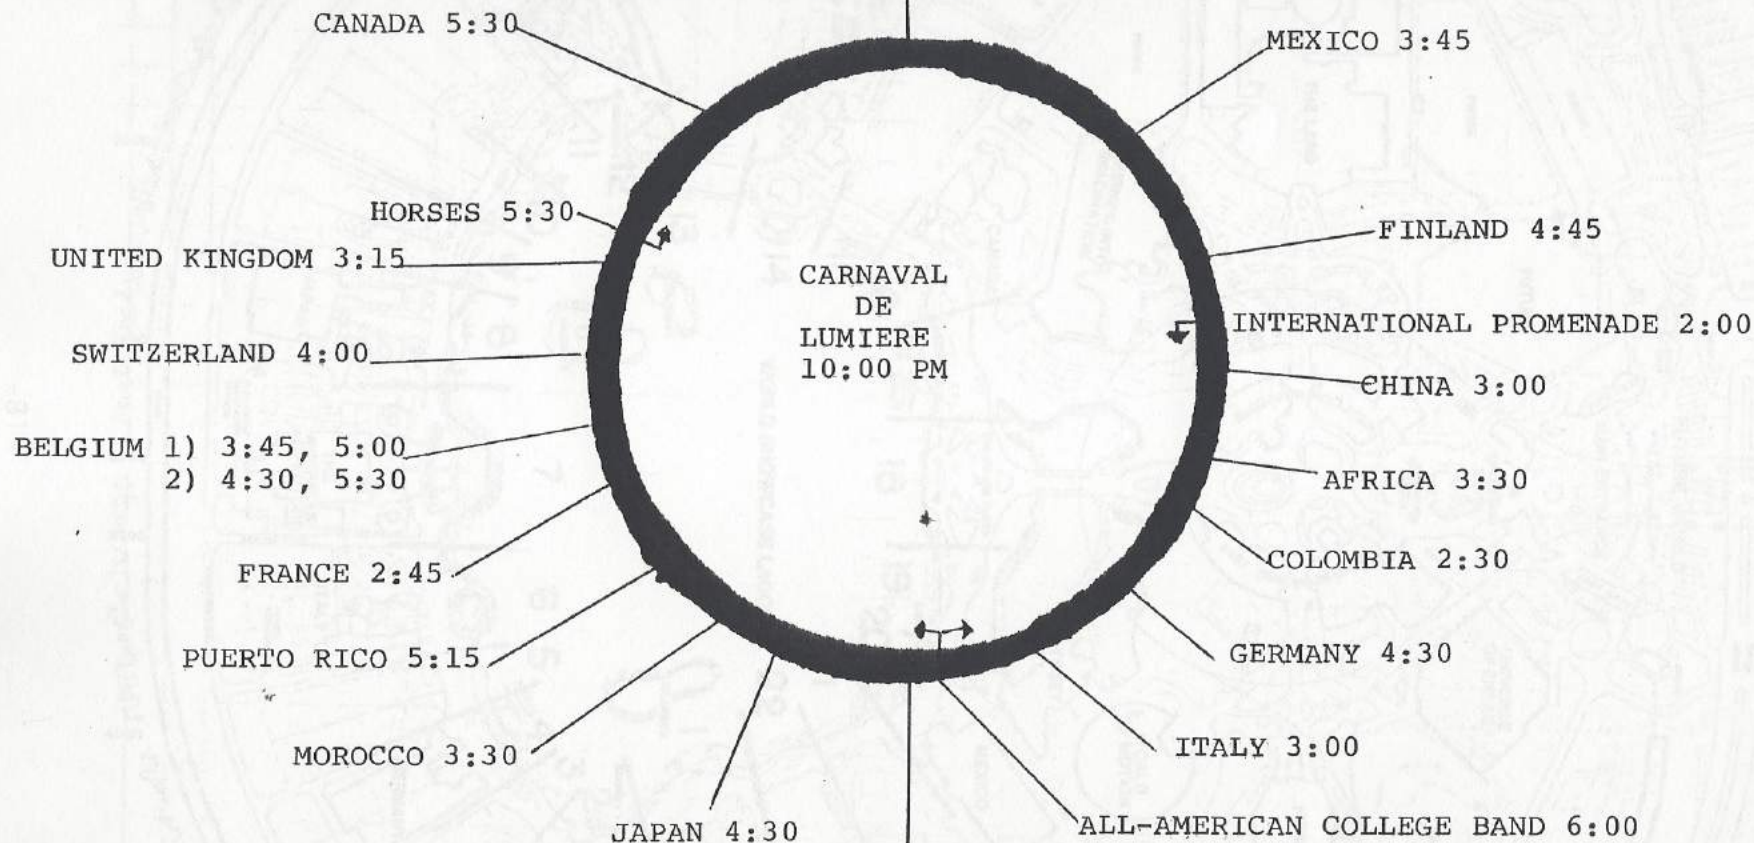 CANADA 5:30
MEXICO 3:45
HORSES 5:30
FINLAND 4:45
UNITED KINGDOM 3:15
CARNAVAL
DE
LUMIERE
10:00 PM
INTERNATIONAL PROMENADE 2:00
SWITZERLAND 4:00
CHINA 3:00
BELGIUM 1) 3:45, 5:00
2) 4:30, 5:30
AFRICA 3:30
COLOMBIA 2:30
FRANCE 2:45
GERMANY 4:30
PUERTO RICO 5:15
MOROCCO 3:30
ITALY 3:00
JAPAN 4:30
ALL-AMERICAN COLLEGE BAND 6:00